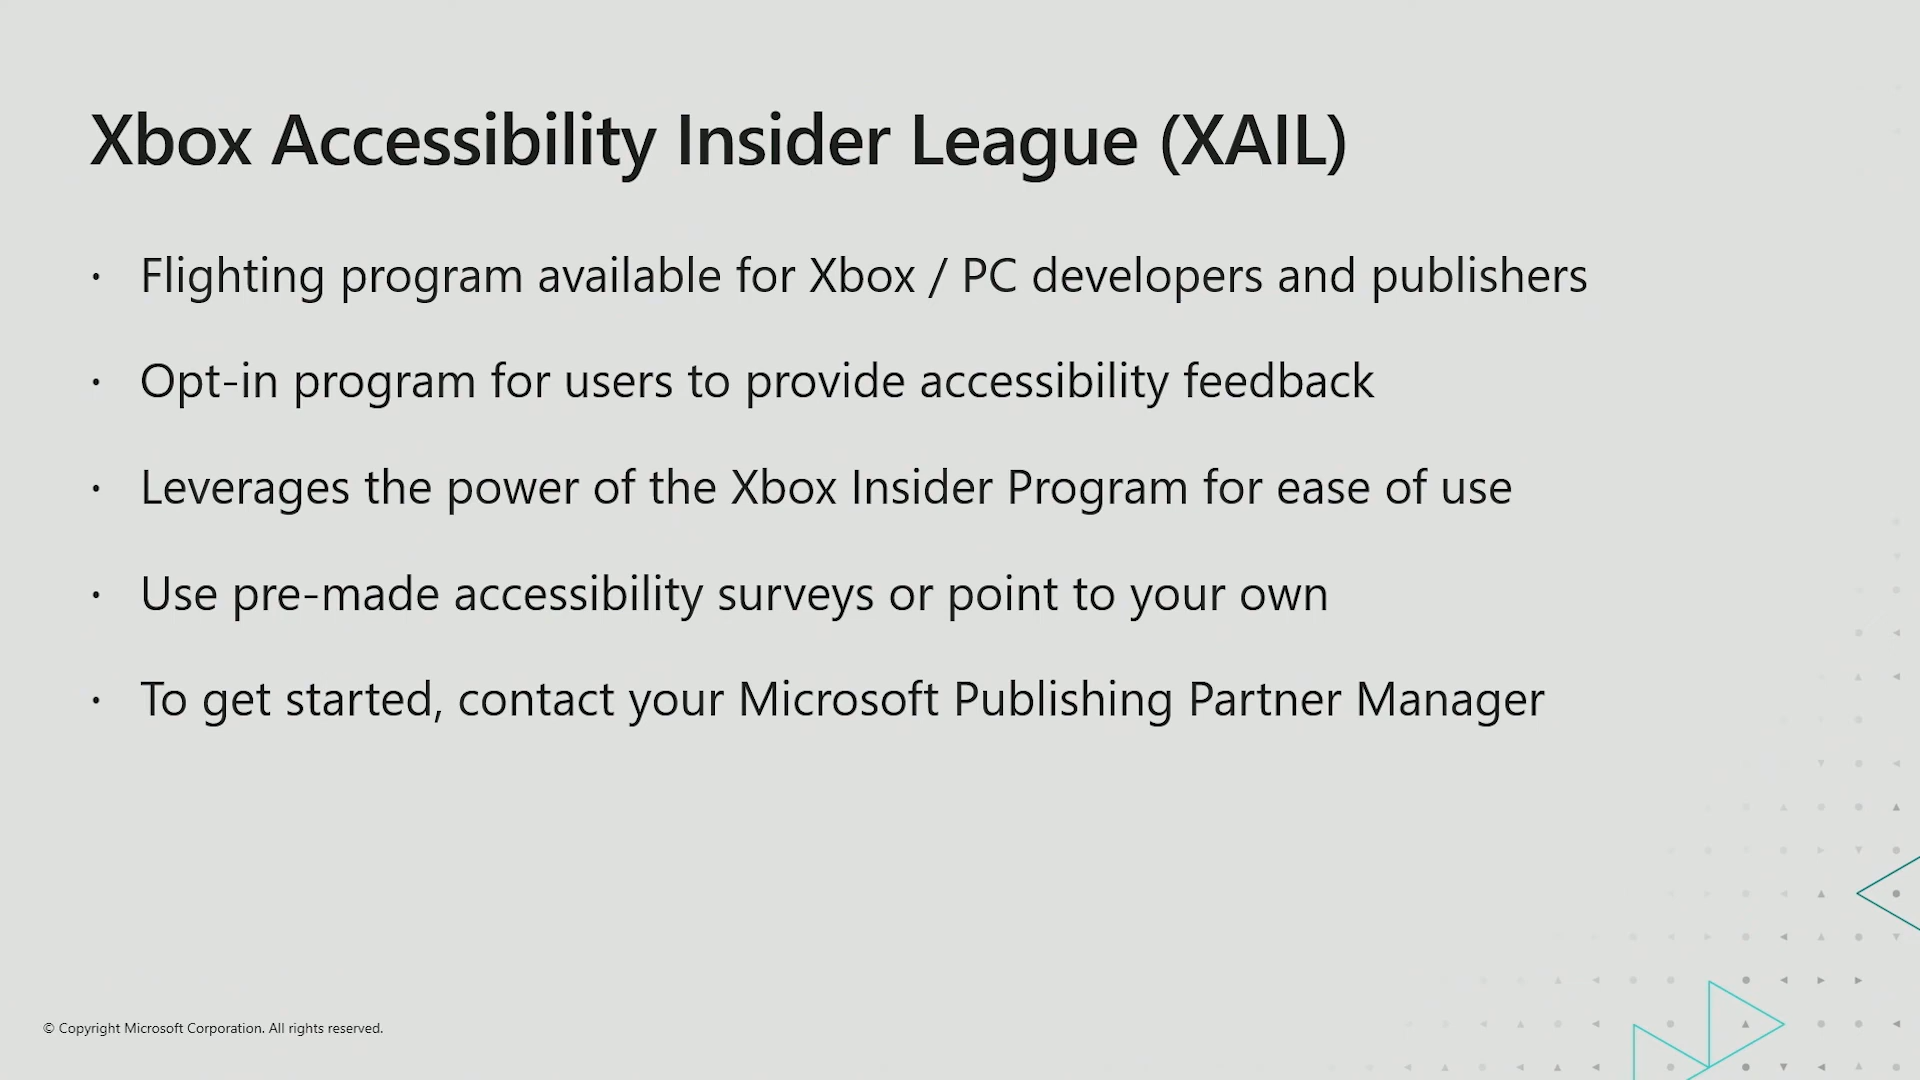 Xbox Accessibility Insider League (XAIL)
· Flighting program available for Xbox / PC developers and publishers
· Opt-in program for users to provide accessibility feedback
· Leverages the power of the Xbox Insider Program for ease of use
· Use pre-made accessibility surveys or point to your own
· To get started, contact your Microsoft Publishing Partner Manager
© Copyright Microsoft Corporation. All rights reserved.